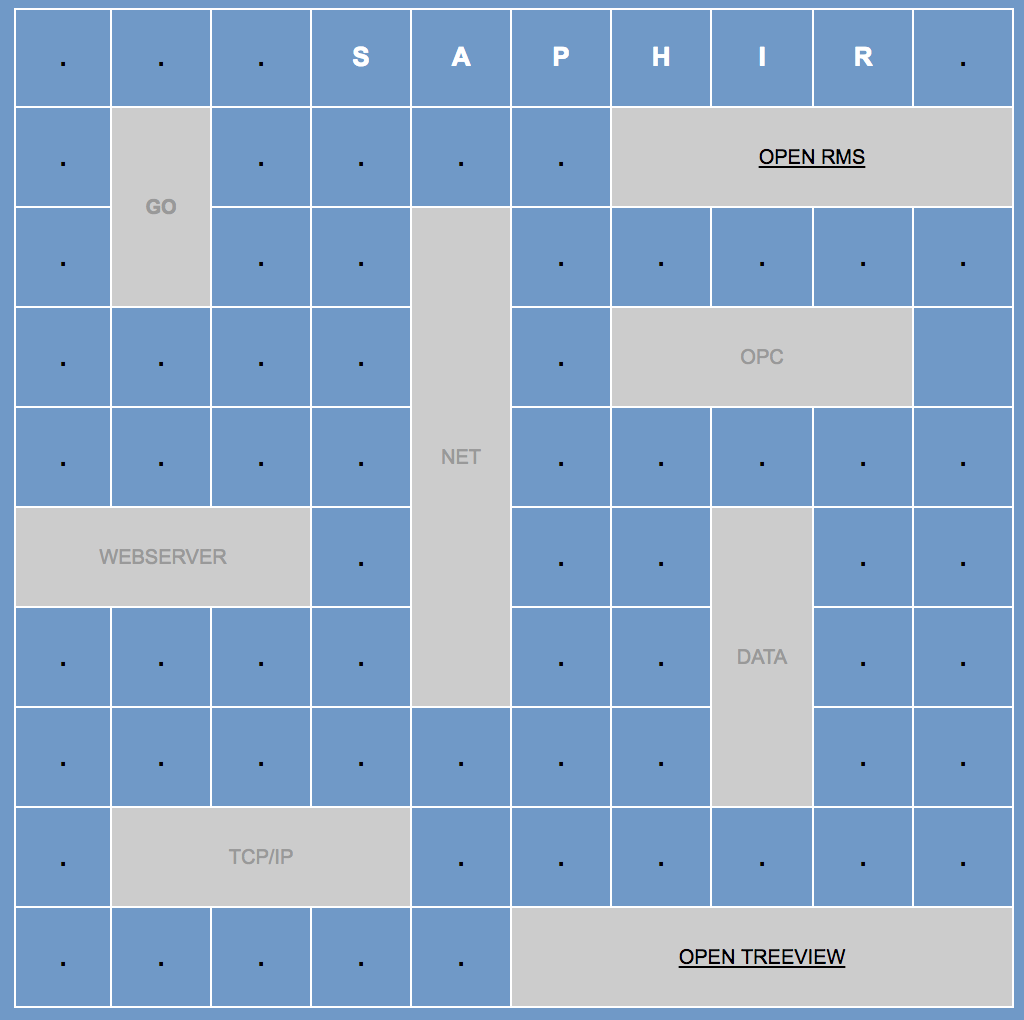 . . . S A P H I R .
. . . . . OPEN RMS
GO
. . . . . . . .
. . . . . OPC
. . . . NET . . . . .
WEBSERVER . . . . .
. . . . . . DATA . .
. . . . . . . . .
. TCP/IP . . . . . .
. . . . . OPEN TREEVIEW